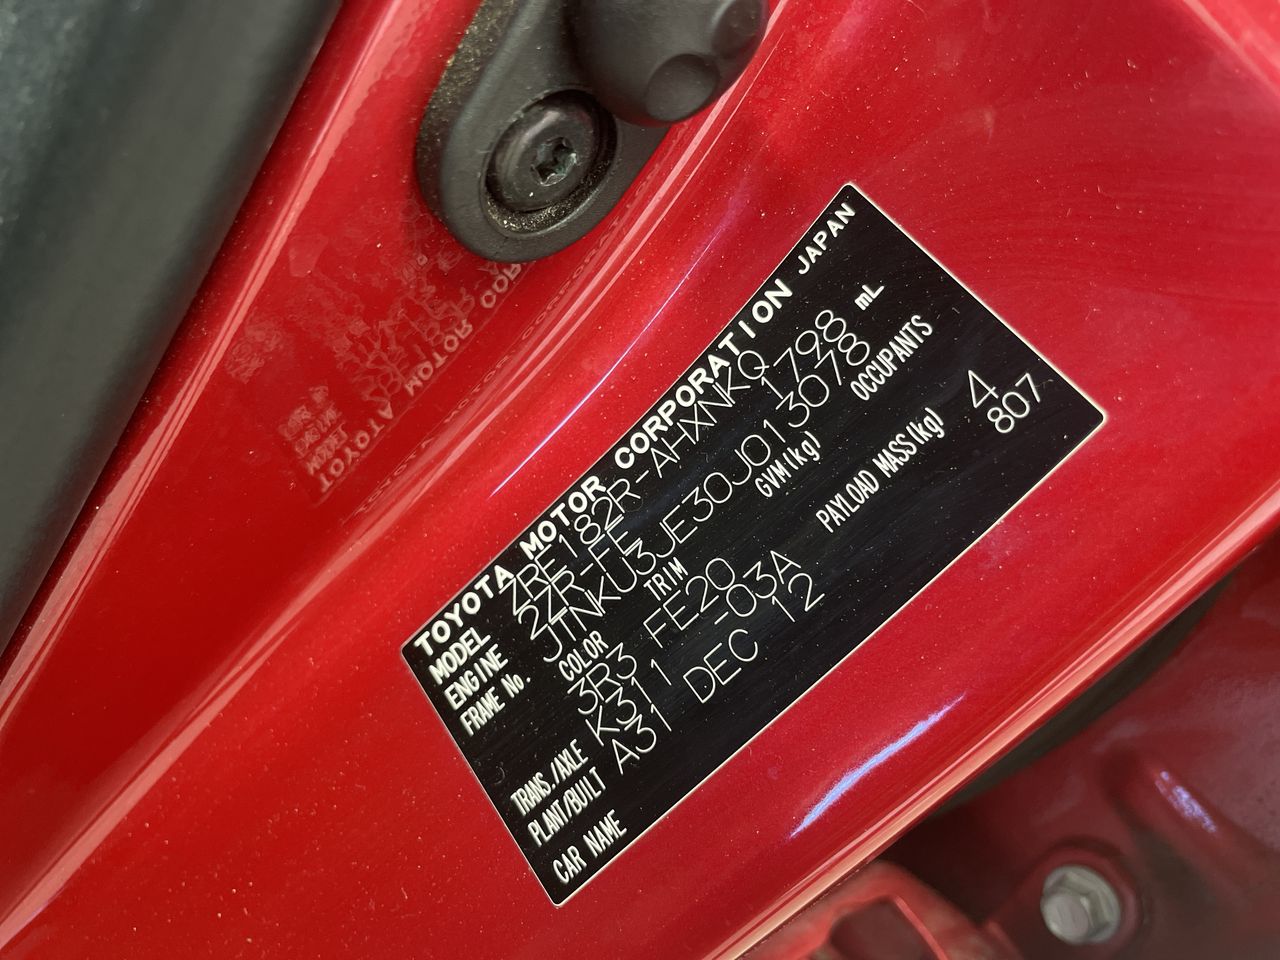 TOYOTA MOTOR CORPORATION JAPAN
MODEL ZRE182R-AHXNKQ
ENGINE 2ZR-FE 1798 mL
FRAME No. JTNKU3JE30J013078
COLOR TRIM GVM(kg) OCCUPANTS
3R3 FE20 4
TRANS./AXLE K311 -03A PAYLOAD MASS(kg) 807
PLANT/BUILT A31 DEC 12
CAR NAME